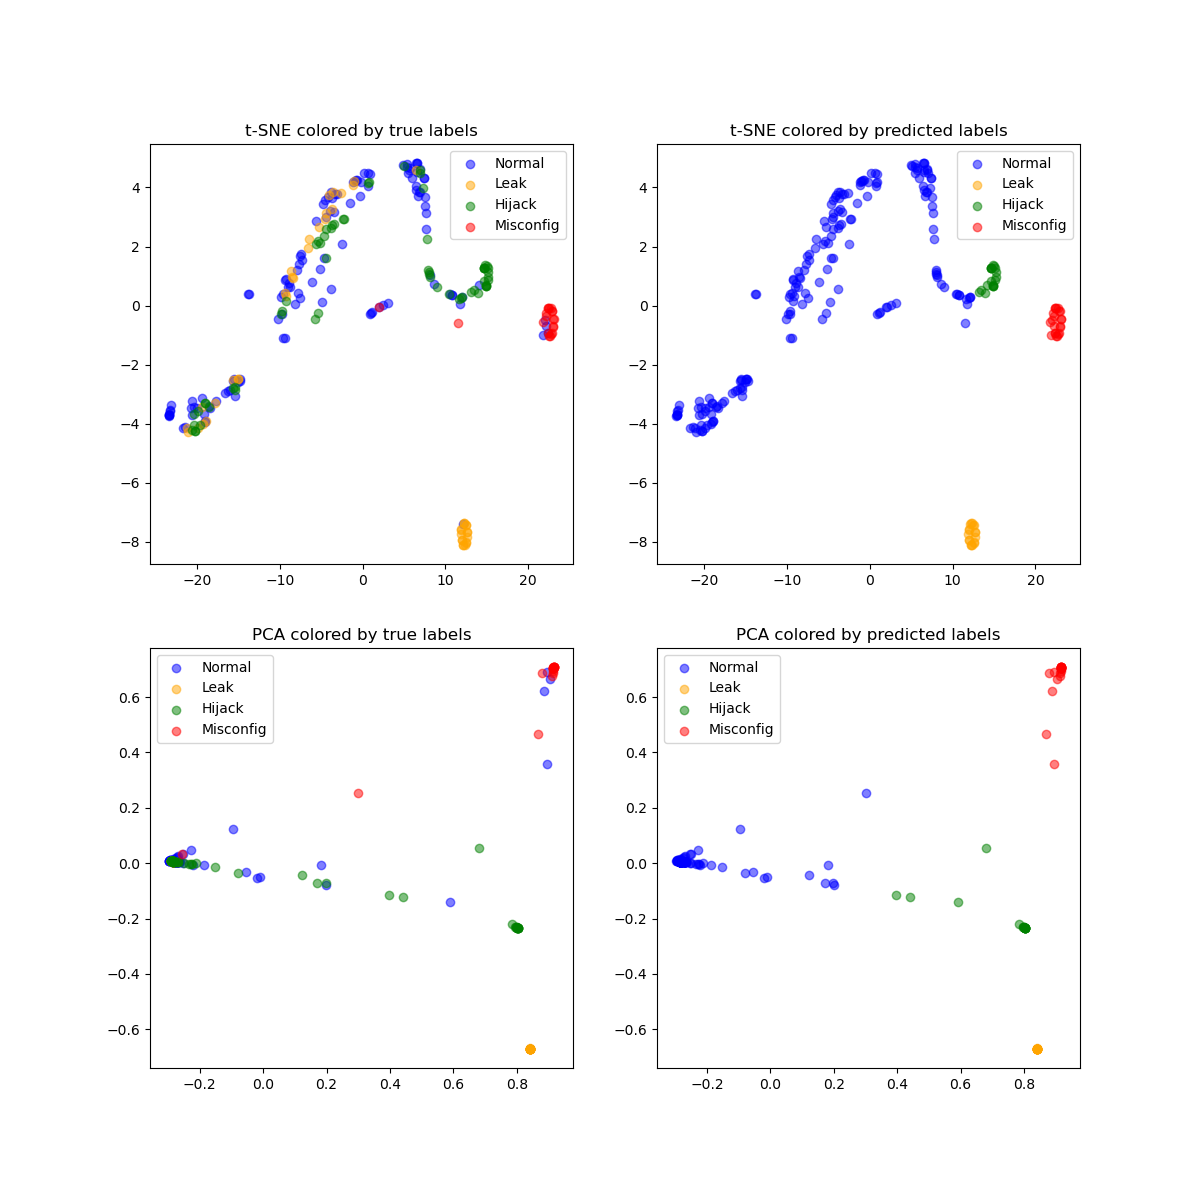 t-SNE colored by true labels
Normal
Leak
Hijack
Misconfig
4
2
0
−2
−4
−6
−8
−20 −10 0 10 20
t-SNE colored by predicted labels
Normal
Leak
Hijack
Misconfig
4
2
0
−2
−4
−6
−8
−20 −10 0 10 20
PCA colored by true labels
Normal
Leak
Hijack
Misconfig
0.6
0.4
0.2
0.0
−0.2
−0.4
−0.6
−0.2 0.0 0.2 0.4 0.6 0.8
PCA colored by predicted labels
Normal
Leak
Hijack
Misconfig
0.6
0.4
0.2
0.0
−0.2
−0.4
−0.6
−0.2 0.0 0.2 0.4 0.6 0.8